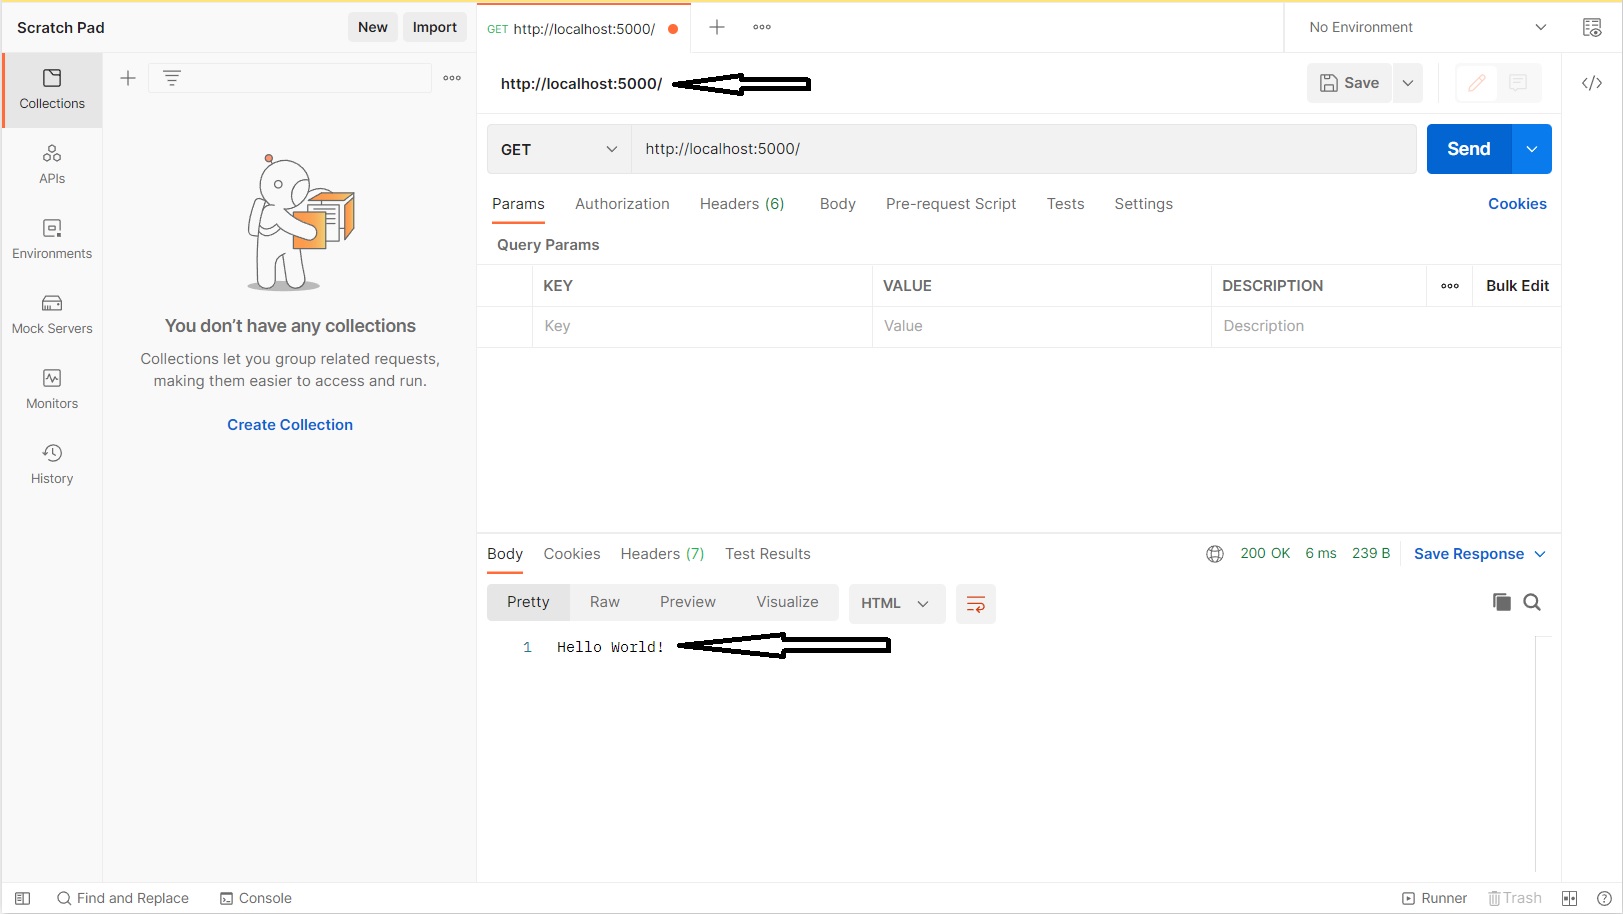 Scratch Pad
New
Import
GET http://localhost:5000/
No Environment
Collections
APIs
Environments
Mock Servers
Monitors
History
You don’t have any collections
Collections let you group related requests,
making them easier to access and run.
Create Collection
http://localhost:5000/
Save
GET
http://localhost:5000/
Send
Params Authorization Headers (6) Body Pre-request Script Tests Settings Cookies
Query Params
KEY VALUE DESCRIPTION Bulk Edit
Key Value Description
Body Cookies Headers (7) Test Results 200 OK 6 ms 239 B Save Response
Pretty Raw Preview Visualize HTML
1 Hello World!
Find and Replace Console Runner Trash